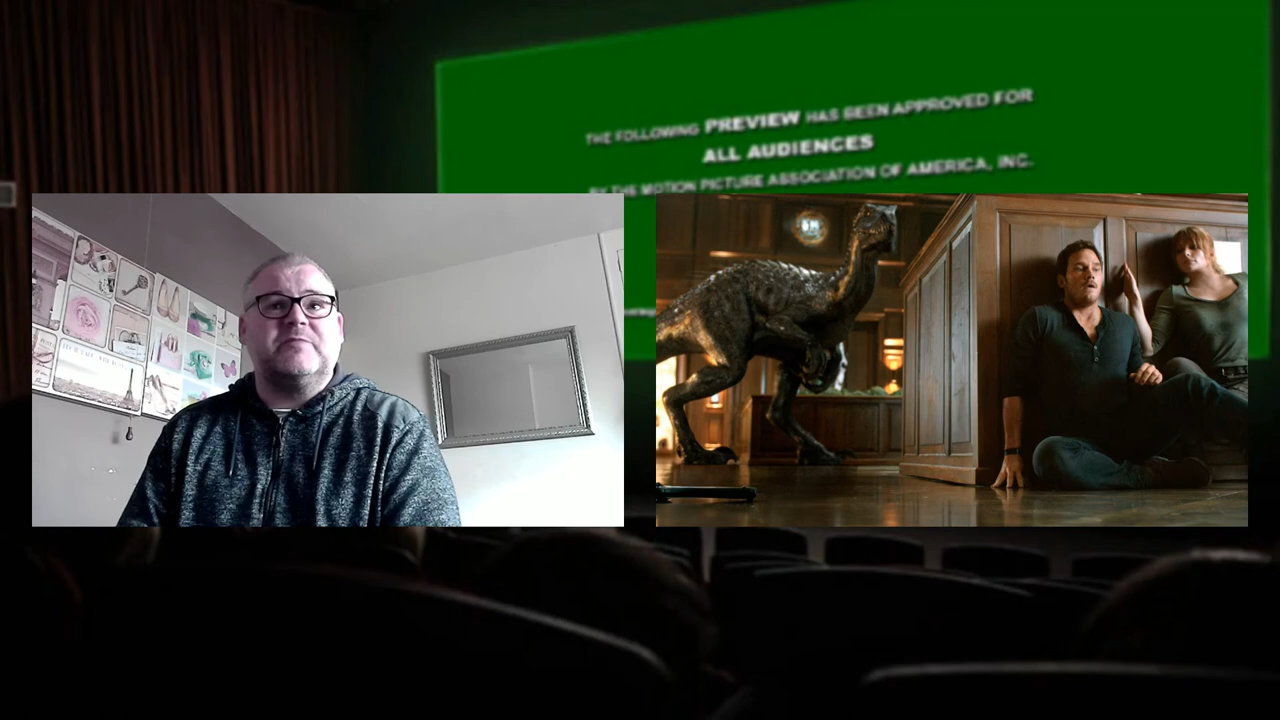 THE FOLLOWING PREVIEW HAS BEEN APPROVED FOR
ALL AUDIENCES
BY THE MOTION PICTURE ASSOCIATION OF AMERICA, INC.